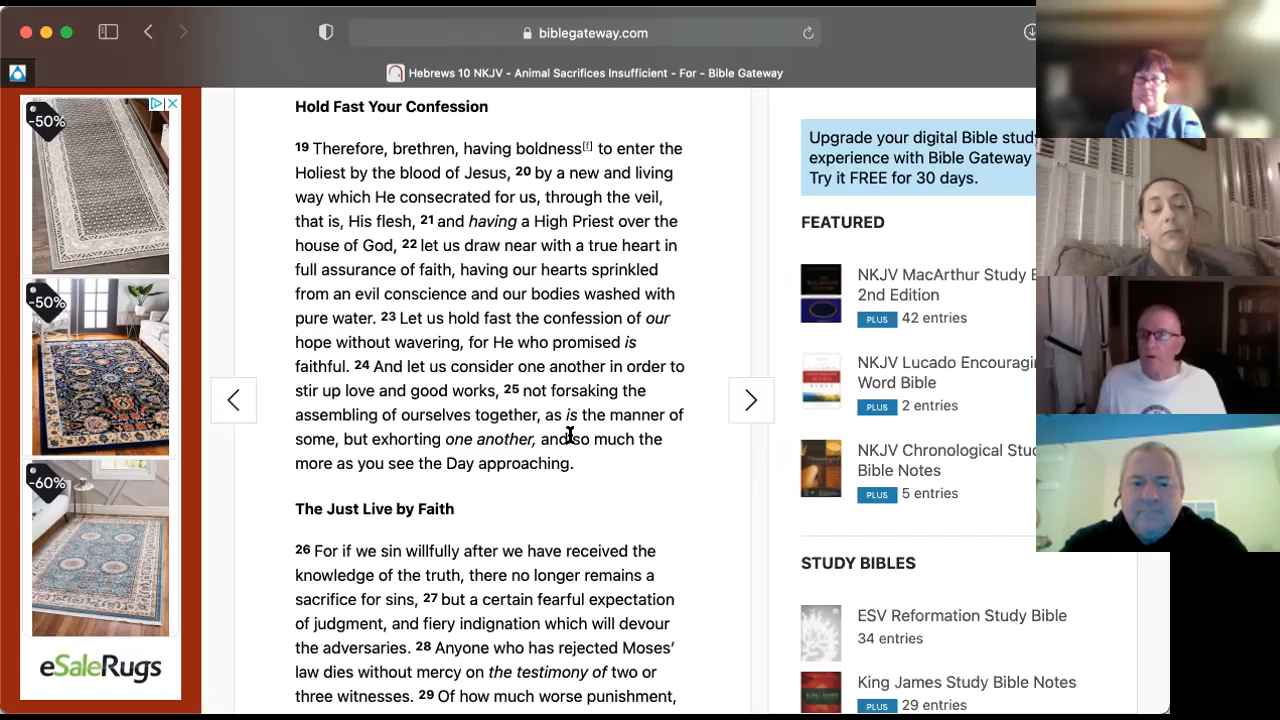 biblegateway.com
Hebrews 10 NKJV - Animal Sacrifices Insufficient - For - Bible Gateway
-50%
-50%
-60%
eSaleRugs
Hold Fast Your Confession
19 Therefore, brethren, having boldness[f] to enter the
Holiest by the blood of Jesus, 20 by a new and living
way which He consecrated for us, through the veil,
that is, His flesh, 21 and having a High Priest over the
house of God, 22 let us draw near with a true heart in
full assurance of faith, having our hearts sprinkled
from an evil conscience and our bodies washed with
pure water. 23 Let us hold fast the confession of our
hope without wavering, for He who promised is
faithful. 24 And let us consider one another in order to
stir up love and good works, 25 not forsaking the
assembling of ourselves together, as is the manner of
some, but exhorting one another, and so much the
more as you see the Day approaching.
The Just Live by Faith
26 For if we sin willfully after we have received the
knowledge of the truth, there no longer remains a
sacrifice for sins, 27 but a certain fearful expectation
of judgment, and fiery indignation which will devour
the adversaries. 28 Anyone who has rejected Moses'
law dies without mercy on the testimony of two or
three witnesses. 29 Of how much worse punishment,
Upgrade your digital Bible study
experience with Bible Gateway
Try it FREE for 30 days.
FEATURED
NKJV MacArthur Study
2nd Edition
PLUS 42 entries
NKJV Lucado
Word Bible
PLUS 2 entries
NKJV Chronological
Bible Notes
PLUS 5 entries
STUDY BIBLES
ESV Reformation Study Bible
34 entries
King James Study Bible Notes
PLUS 29 entries